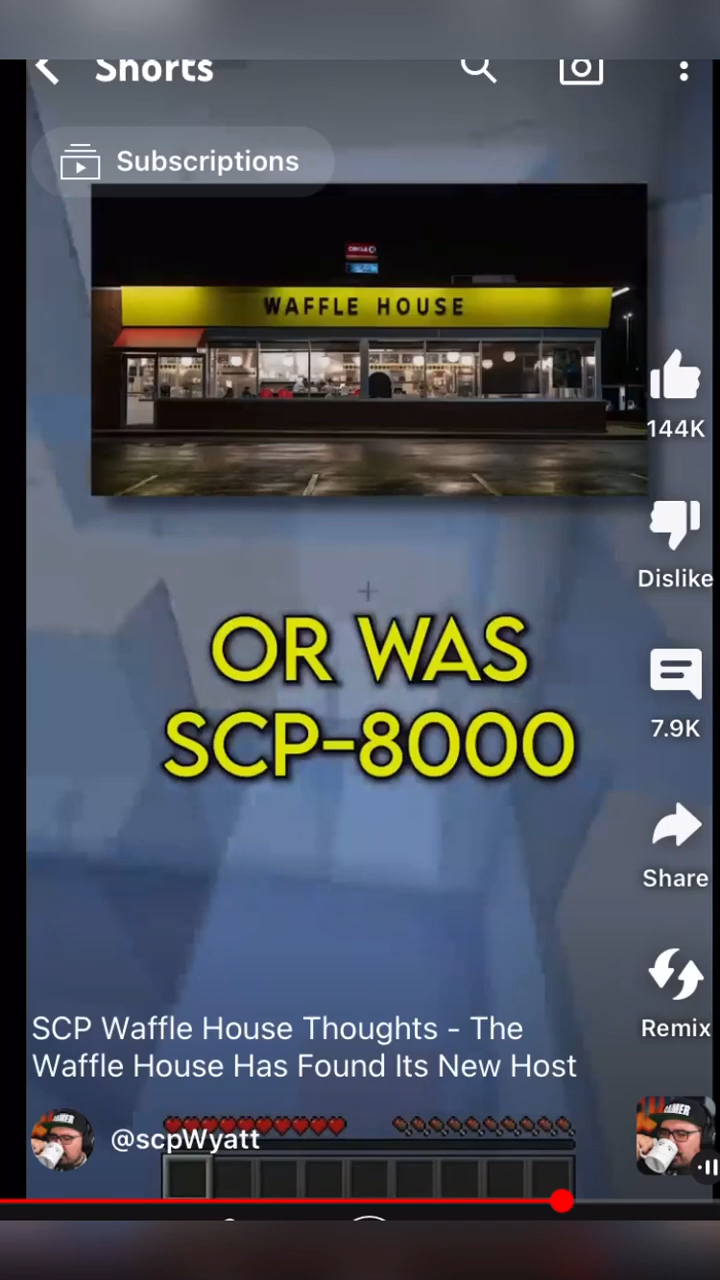 Shorts
Subscriptions
CIRCLE
WAFFLE HOUSE
144K
Dislike
OR WAS
SCP-8000
7.9K
Share
Remix
SCP Waffle House Thoughts - The
Waffle House Has Found Its New Host
@scpWyatt